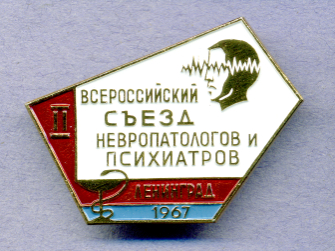 II
ВСЕРОССИЙСКИЙ
СЪЕЗД
НЕВРОПАТОЛОГОВ И
ПСИХИАТРОВ
ЛЕНИНГРАД
1967